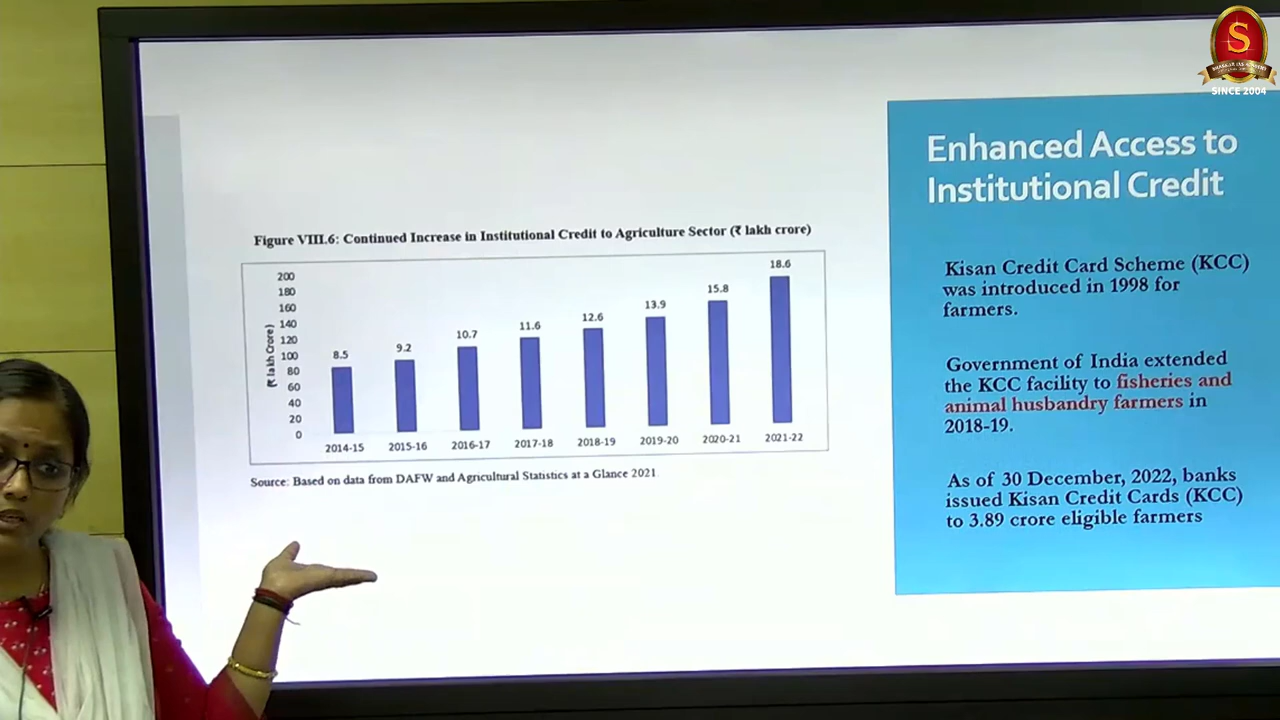 S
SHANKAR IAS ACADEMY
SINCE 2004
Enhanced Access to
Institutional Credit
Figure VIII.6: Continued Increase in Institutional Credit to Agriculture Sector (₹ lakh crore)
(₹ lakh Crore)
200
180
160
140
120
100
80
60
40
20
0
8.5
9.2
10.7
11.6
12.6
13.9
15.8
18.6
2014-15
2015-16
2016-17
2017-18
2018-19
2019-20
2020-21
2021-22
Source: Based on data from DAFW and Agricultural Statistics at a Glance 2021.
Kisan Credit Card Scheme (KCC)
was introduced in 1998 for
farmers.
Government of India extended
the KCC facility to fisheries and
animal husbandry farmers in
2018-19.
As of 30 December, 2022, banks
issued Kisan Credit Cards (KCC)
to 3.89 crore eligible farmers